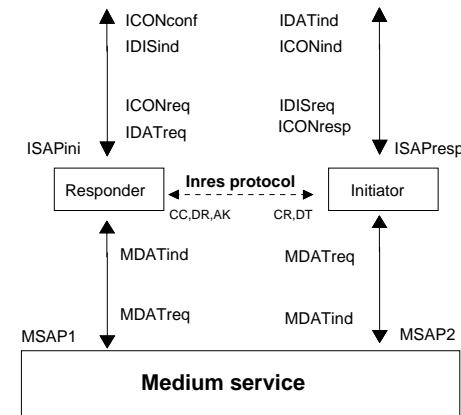 ICONconf
IDATind
IDISind
ICONind
ICONreq
IDISreq
IDATreq
ICONresp
ISAPini
ISAPresp
Responder
Inres protocol
Initiator
CC,DR,AK
CR,DT
MDATind
MDATreq
MDATreq
MDATind
MSAP1
MSAP2
Medium service